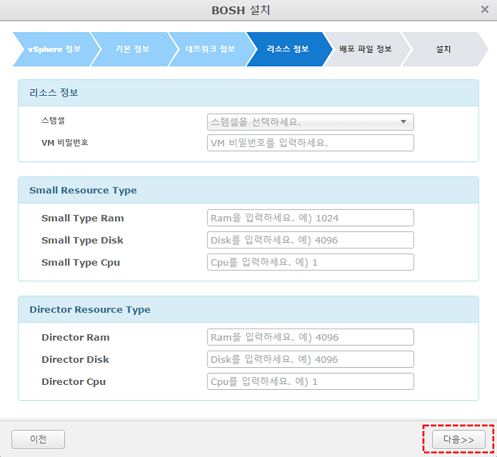 BOSH 설치
vSphere 정보 기본 정보 네트워크 정보 리소스 정보 배포 파일 정보 설치
리소스 정보
스템셀 스템셀을 선택하세요.
VM 비밀번호 VM 비밀번호를 입력하세요.
Small Resource Type
Small Type Ram Ram을 입력하세요. 예) 1024
Small Type Disk Disk를 입력하세요. 예) 4096
Small Type Cpu Cpu를 입력하세요. 예) 1
Director Resource Type
Director Ram Ram을 입력하세요. 예) 4096
Director Disk Disk를 입력하세요. 예) 4096
Director Cpu Cpu를 입력하세요. 예) 1
이전 다음>>